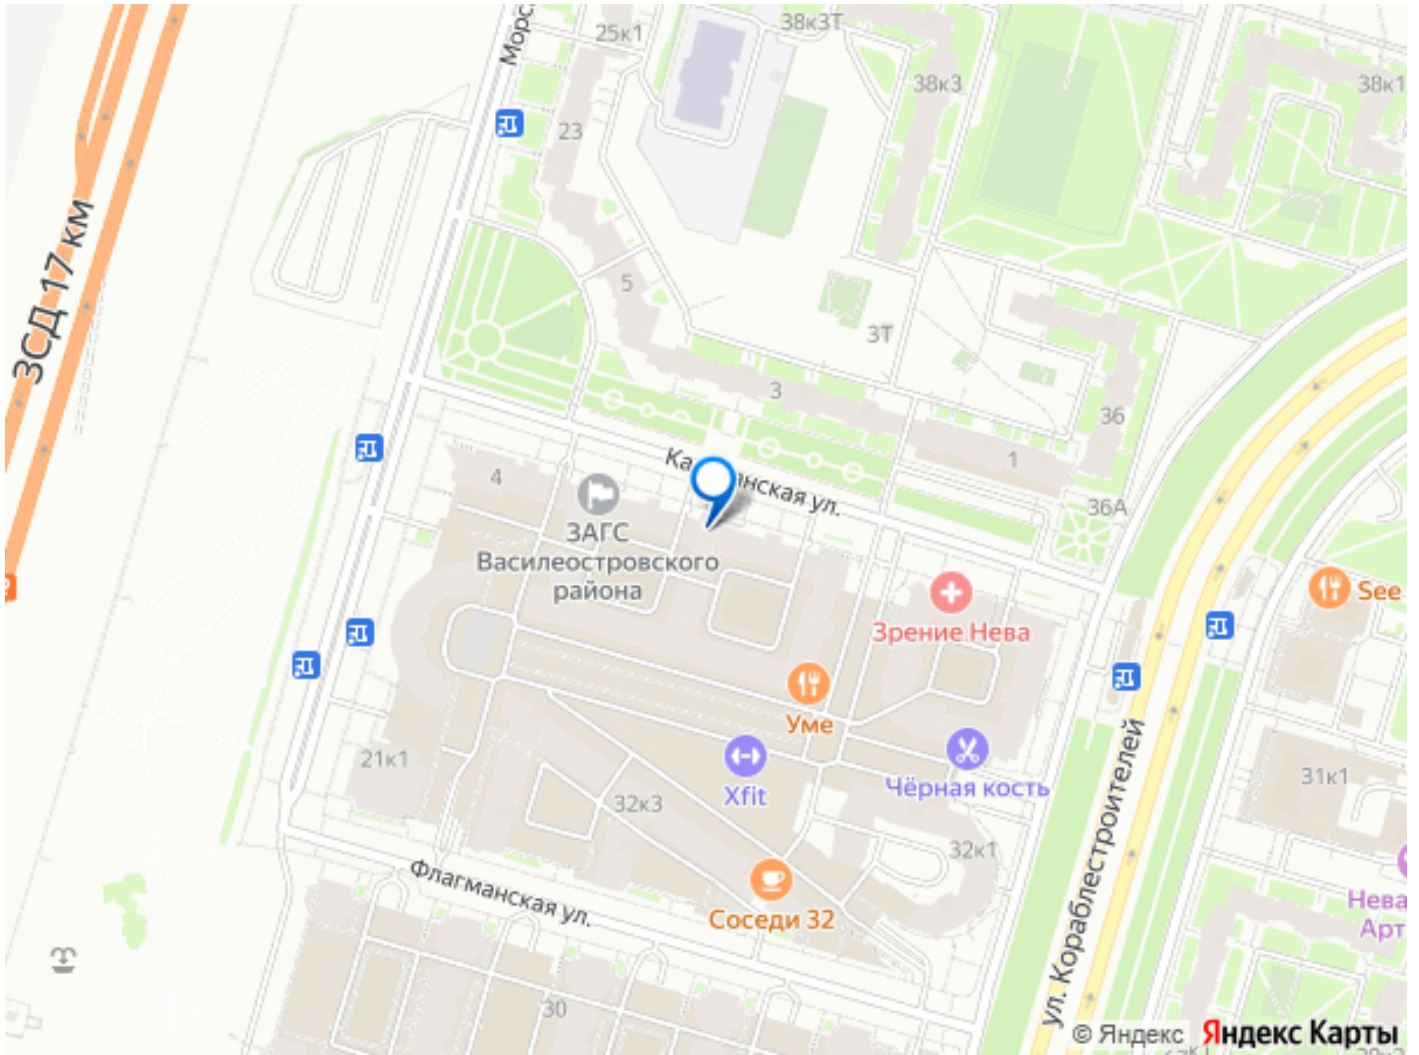 25к1
Морс
38к3Т
38к3
38к1
23
ЗСД 17 км
5
3Т
3
36
1
36А
Ка
нская ул.
4
ЗАГС
Василеостровского
района
Зрение Нева
See
Уме
21к1
Xfit
Чёрная кость
31к1
32к3
32к1
ул. Кораблестроителей
Флагманская ул.
Соседи 32
Нева
Арт
30
© Яндекс
Яндекс Карты